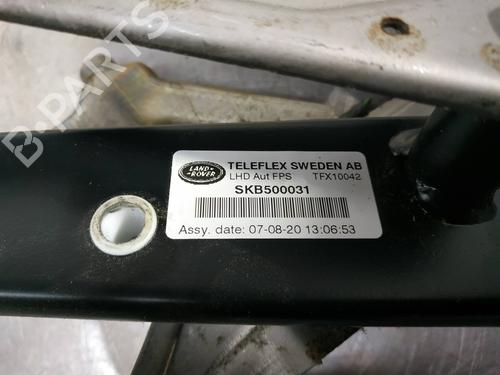 B-PARTS
LAND-
ROVER
TELEFLEX SWEDEN AB
LHD Aut FPS TFX10042
SKB500031
Assy. date: 07-08-20 13:06:53